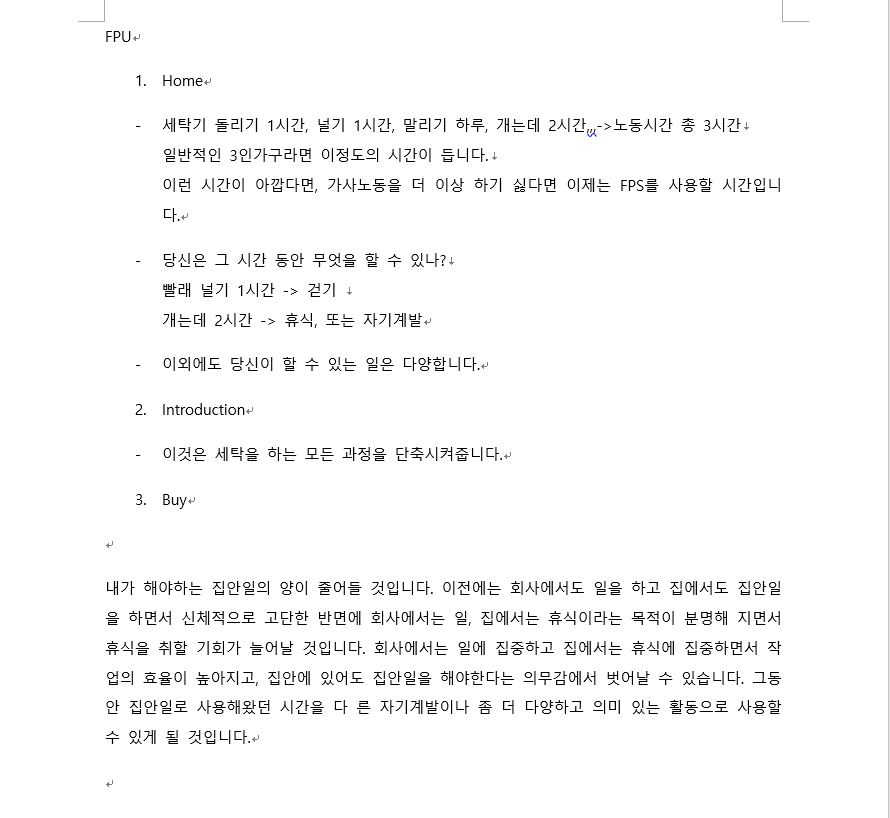 FPU
1. Home
- 세탁기 돌리기 1시간, 널기 1시간, 말리기 하루, 개는데 2시간->노동시간 총 3시간
일반적인 3인가구라면 이정도의 시간이 듭니다.
이런 시간이 아깝다면, 가사노동을 더 이상 하기 싫다면 이제는 FPS를 사용할 시간입니
다.
- 당신은 그 시간 동안 무엇을 할 수 있나?
빨래 널기 1시간 -> 걷기
개는데 2시간 -> 휴식, 또는 자기계발
- 이외에도 당신이 할 수 있는 일은 다양합니다.
2. Introduction
- 이것은 세탁을 하는 모든 과정을 단축시켜줍니다.
3. Buy
내가 해야하는 집안일의 양이 줄어들 것입니다. 이전에는 회사에서도 일을 하고 집에서도 집안일
을 하면서 신체적으로 고단한 반면에 회사에서는 일, 집에서는 휴식이라는 목적이 분명해 지면서
휴식을 취할 기회가 늘어날 것입니다. 회사에서는 일에 집중하고 집에서는 휴식에 집중하면서 작
업의 효율이 높아지고, 집안에 있어도 집안일을 해야한다는 의무감에서 벗어날 수 있습니다. 그동
안 집안일로 사용해왔던 시간을 다 른 자기계발이나 좀 더 다양하고 의미 있는 활동으로 사용할
수 있게 될 것입니다.